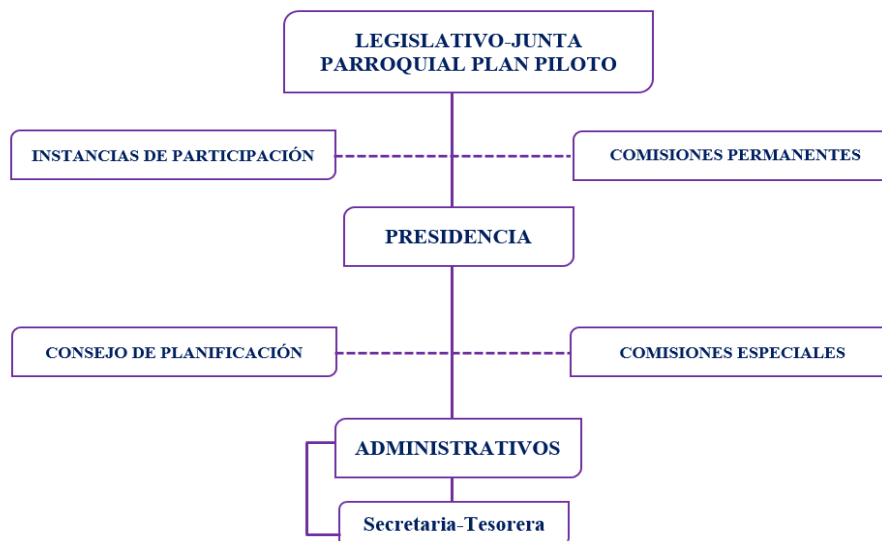 LEGISLATIVO-JUNTA
PARROQUIAL PLAN PILOTO
INSTANCIAS DE PARTICIPACIÓN
COMISIONES PERMANENTES
PRESIDENCIA
CONSEJO DE PLANIFICACIÓN
COMISIONES ESPECIALES
ADMINISTRATIVOS
Secretaria-Tesorera